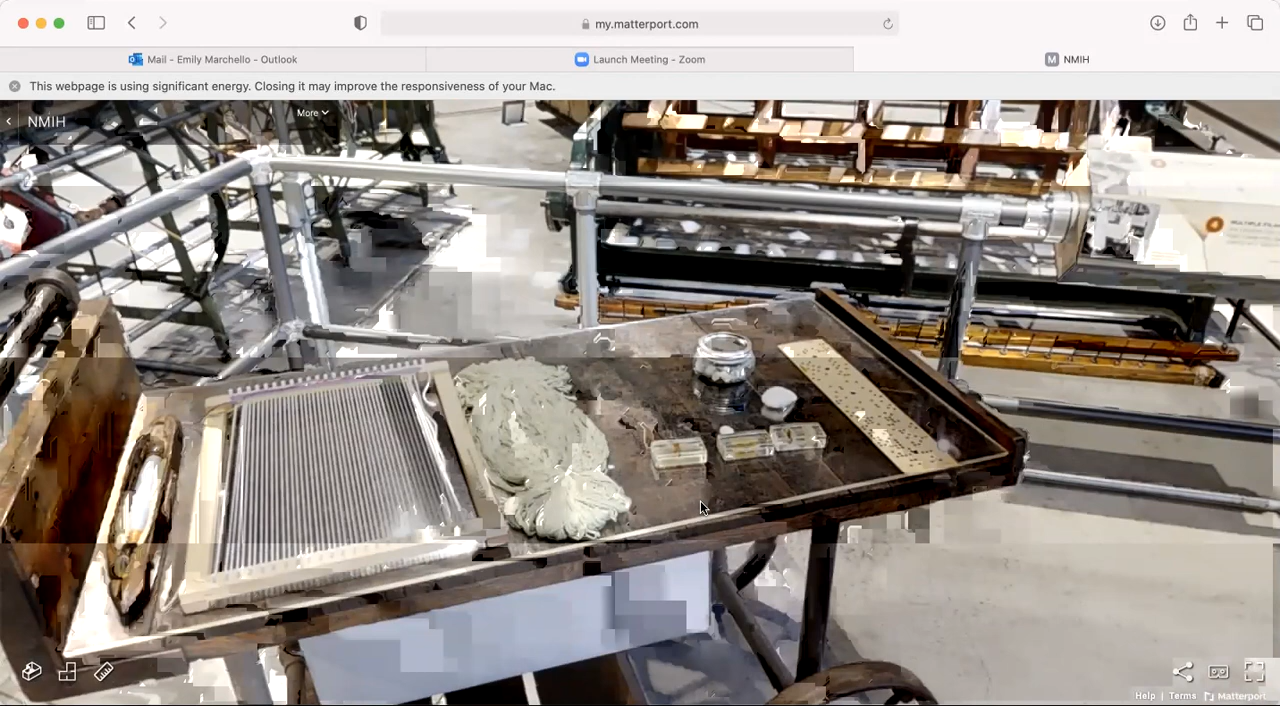 my.matterport.com
Mail - Emily Marchello - Outlook
Launch Meeting - Zoom
M NMIH
This webpage is using significant energy. Closing it may improve the responsiveness of your Mac.
NMIH
More
4
Help | Terms Matterport